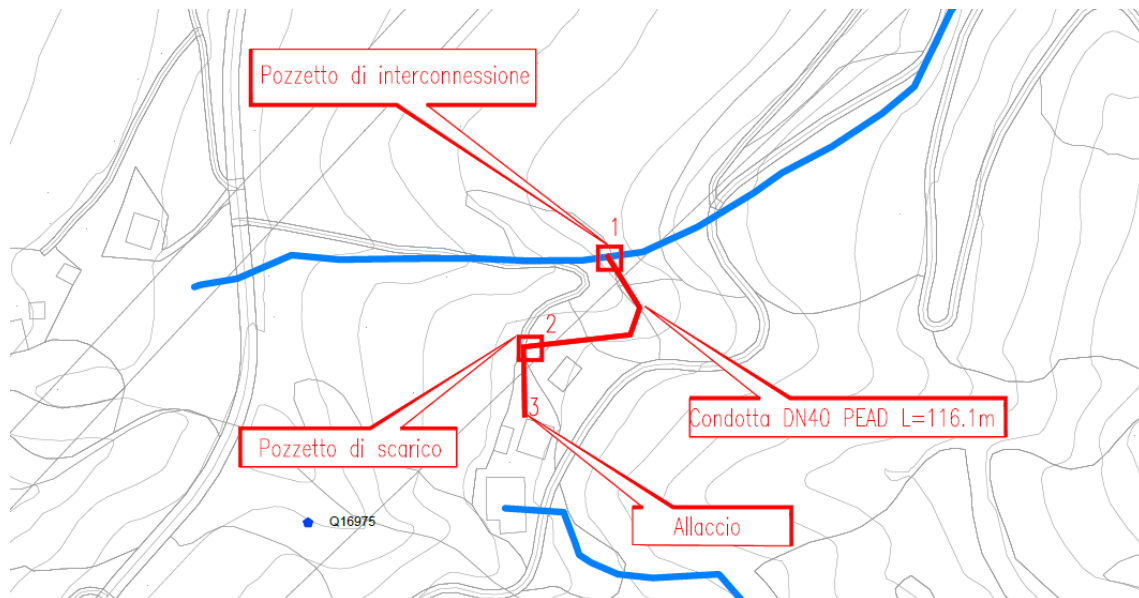 Pozzetto di interconnessione
1
2
3
Condotta DN40 PEAD L=116.1m
Pozzetto di scarico
Q16975
Allaccio